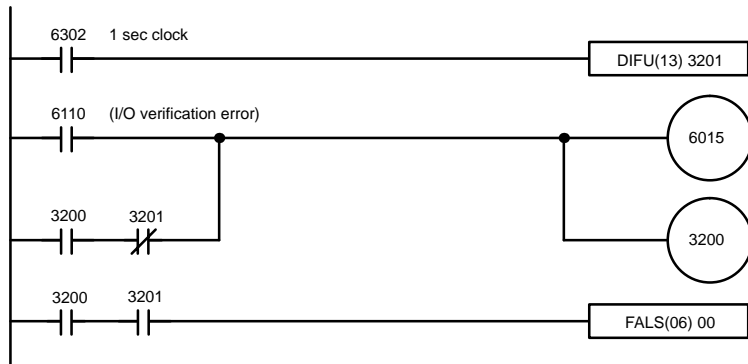 6302 1 sec clock
DIFU(13) 3201
6110 (I/O verification error)
6015
3200 3201
3200
3200 3201
FALS(06) 00